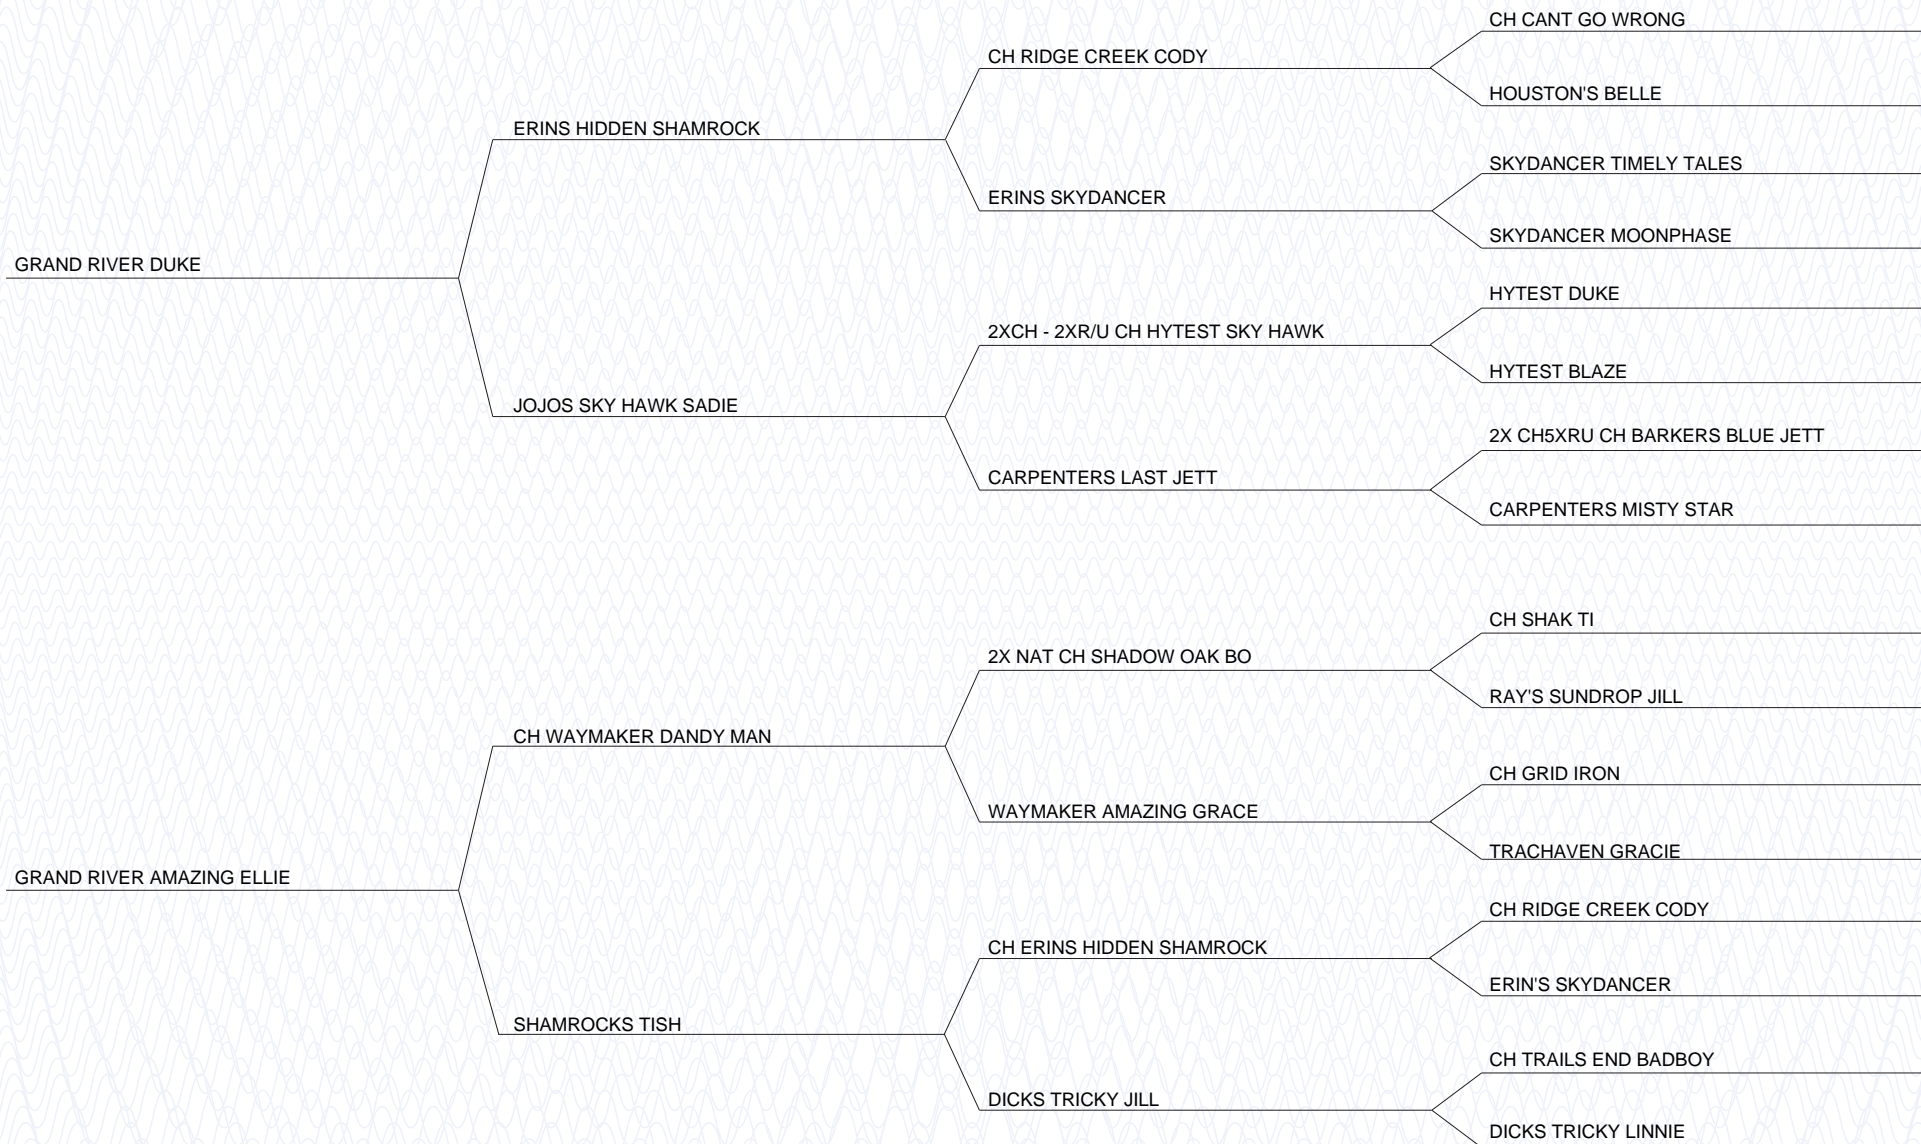 CH CANT GO WRONG
CH RIDGE CREEK CODY
HOUSTON'S BELLE
ERINS HIDDEN SHAMROCK
SKYDANCER TIMELY TALES
ERINS SKYDANCER
SKYDANCER MOONPHASE
GRAND RIVER DUKE
HYTEST DUKE
2XCH - 2XR/U CH HYTEST SKY HAWK
HYTEST BLAZE
JOJOS SKY HAWK SADIE
2X CH5XRU CH BARKERS BLUE JETT
CARPENTERS LAST JETT
CARPENTERS MISTY STAR
CH SHAK TI
2X NAT CH SHADOW OAK BO
RAY'S SUNDROP JILL
CH WAYMAKER DANDY MAN
CH GRID IRON
WAYMAKER AMAZING GRACE
TRACHAVEN GRACIE
GRAND RIVER AMAZING ELLIE
CH RIDGE CREEK CODY
CH ERINS HIDDEN SHAMROCK
ERIN'S SKYDANCER
SHAMROCKS TISH
CH TRAILS END BADBOY
DICKS TRICKY JILL
DICKS TRICKY LINNIE